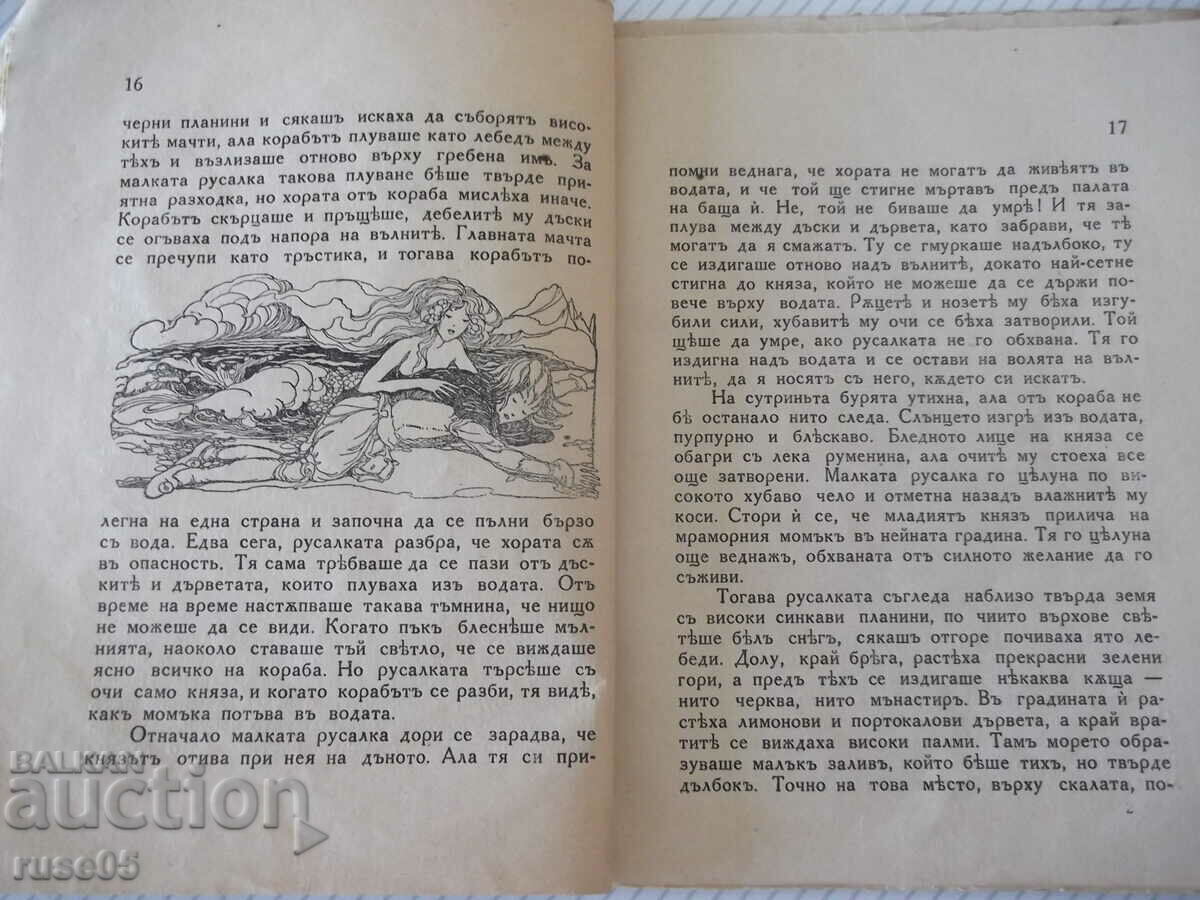 16
черни планини и сякашъ искаха да съборятъ висо-
китѣ мачти, ала корабътъ плуваше като лебедъ между
тѣхъ и възлизаше отново върху гребена имъ. За
малката русалка такова плуване бѣше твърде при-
ятна разходка, но хората отъ кораба мислѣха иначе.
Корабътъ скърцаше и пръщѣше, дебелитѣ му дъски
се огъваха подъ напора на вълнитѣ. Главната мачта
се пречупи като тръстика, и тогава корабътъ по-
легна на една страна и започна да се пълни бързо
съ вода. Едва сега, русалката разбра, че хората сѫ
въ опасность. Тя сама трѣбваше да се пази отъ дъс-
китѣ и дърветата, които плуваха изъ водата. Отъ
време на време настѫпваше такава тъмнина, че нищо
не можеше да се види. Когато пъкъ блеснѣше мъл-
нията, наоколо ставаше тъй свѣтло, че се виждаше
ясно всичко на кораба. Но русалката търсѣше съ
очи само княза, и когато корабътъ се разби, тя видѣ,
какъ момъка потъва въ водата.
Отначало малката русалка дори се зарадва, че
князътъ отива при нея на дъното. Ала тя си при-
17
помни веднага, че хората не могатъ да живѣятъ въ
водата, и че той ще стигне мъртавъ предъ палата
на баща ѝ. Не, той не биваше да умрѣ! И тя за-
плува между дъски и дървета, като забрави, че тѣ
могатъ да я смажатъ. Ту се гмуркаше надълбоко, ту
се издигаше отново надъ вълнитѣ, докато най-сетне
стигна до княза, който не можеше да се държи по-
вече върху водата. Рѫцетѣ и нозетѣ му бѣха изгу-
били сили, хубавитѣ му очи се бѣха затворили. Той
щѣше да умре, ако русалката не го обхвана. Тя го
издигна надъ водата и се остави на волята на въл-
нитѣ, да я носятъ съ него, кѫдето си искатъ.
На сутриньта бурята утихна, ала отъ кораба не
бѣ останало нито следа. Слънцето изгрѣ изъ водата,
пурпурно и блѣскаво. Бледното лице на княза се
обагри съ лека руменина, ала очитѣ му стоеха все
още затворени. Малката русалка го цѣлуна по ви-
сокото хубаво чело и отметна назадъ влажнитѣ му
коси. Стори ѝ се, че младиятъ князъ прилича на
мраморния момъкъ въ нейната градина. Тя го цѣлуна
още веднажъ, обхваната отъ силното желание да го
съживи.
Тогава русалката съгледа наблизо твърда земя
съ високи синкави планини, по чиито върхове свѣ-
тѣше бѣлъ снѣгъ, сякашъ отгоре почиваха ято ле-
беди. Долу, край брѣга, растѣха прекрасни зелени
гори, а предъ тѣхъ се издигаше нѣкаква кѫща —
нито черква, нито мънастиръ. Въ градината ѝ ра-
стѣха лимонови и портокалови дървета, а край вра-
титѣ се виждаха високи палми. Тамъ морето обра-
зуваше малъкъ заливъ, който бѣше тихъ, но твърде
дълбокъ. Точно на това мѣсто, върху скалата, по-
2
BALKAN
auction
ruse05